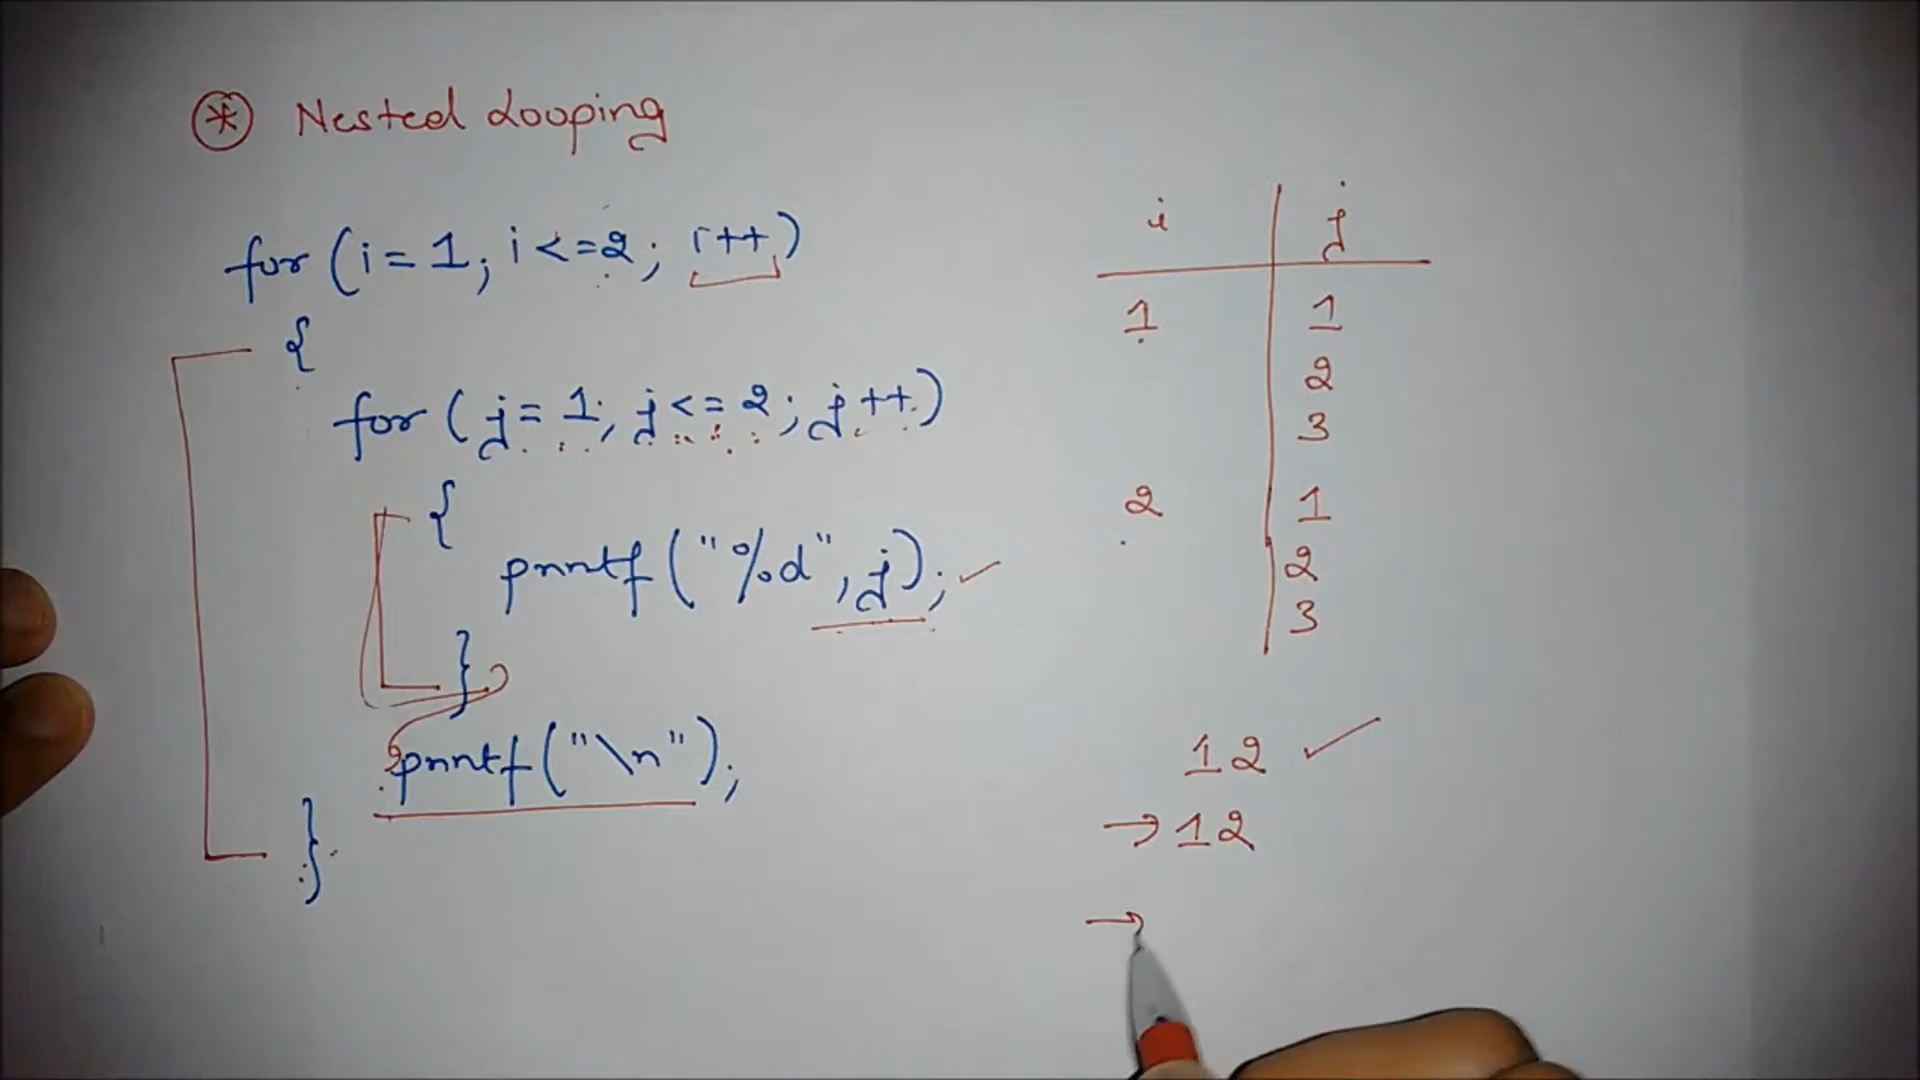 * Nested Looping
for (i = 1; i <= 2; i++)
{
for (j = 1; j <= 2; j++)
{
printf("%d", j);
}
printf("\n");
}
i j
1 1
2
3
2 1
2
3
12
→ 12
→